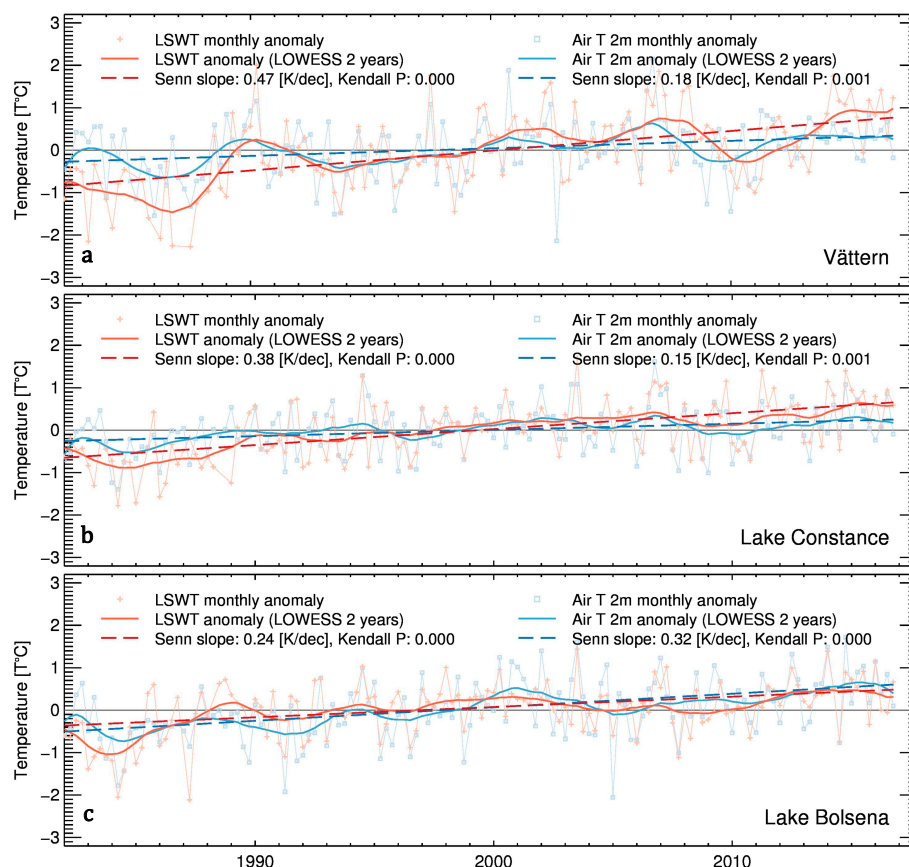 3
2
1
0
−1
−2
−3
Temperature [T°C]
LSWT monthly anomaly
LSWT anomaly (LOWESS 2 years)
Senn slope: 0.47 [K/dec], Kendall P: 0.000
Air T 2m monthly anomaly
Air T 2m anomaly (LOWESS 2 years)
Senn slope: 0.18 [K/dec], Kendall P: 0.001
a
Vättern
3
2
1
0
−1
−2
−3
Temperature [T°C]
LSWT monthly anomaly
LSWT anomaly (LOWESS 2 years)
Senn slope: 0.38 [K/dec], Kendall P: 0.000
Air T 2m monthly anomaly
Air T 2m anomaly (LOWESS 2 years)
Senn slope: 0.15 [K/dec], Kendall P: 0.001
b
Lake Constance
3
2
1
0
−1
−2
−3
Temperature [T°C]
LSWT monthly anomaly
LSWT anomaly (LOWESS 2 years)
Senn slope: 0.24 [K/dec], Kendall P: 0.000
Air T 2m monthly anomaly
Air T 2m anomaly (LOWESS 2 years)
Senn slope: 0.32 [K/dec], Kendall P: 0.000
c
Lake Bolsena
1990
2000
2010